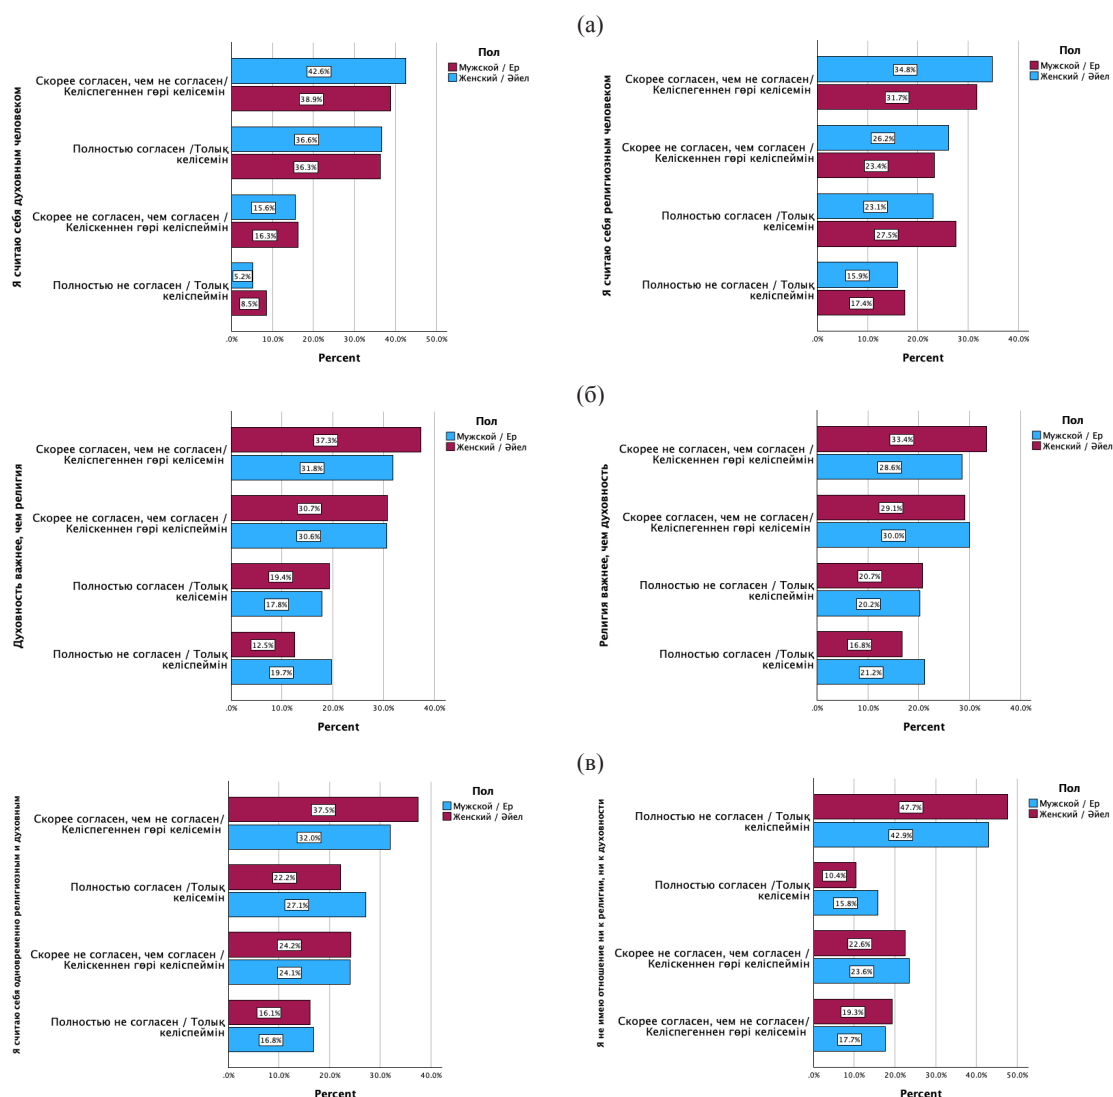 (а)
Я считаю себя духовным человеком
Скорее согласен, чем не согласен/
Келіспегеннен гөрі келісемін
42.6%
38.9%
Полностью согласен /Толық
келісемін
36.6%
36.3%
Скорее не согласен, чем согласен /
Келіскеннен гөрі келіспеймін
15.6%
16.3%
Полностью не согласен / Толық
келіспеймін
5.2%
8.5%
.0% 10.0% 20.0% 30.0% 40.0% 50.0%
Percent
Пол
Мужской / Ер
Женский / Әйел
Я считаю себя религиозным человеком
Скорее согласен, чем не согласен/
Келіспегеннен гөрі келісемін
34.8%
31.7%
Скорее не согласен, чем согласен /
Келіскеннен гөрі келіспеймін
26.2%
23.4%
Полностью согласен /Толық
келісемін
23.1%
27.5%
Полностью не согласен / Толық
келіспеймін
15.9%
17.4%
.0% 10.0% 20.0% 30.0% 40.0%
Percent
Пол
Мужской / Ер
Женский / Әйел
(б)
Духовность важнее, чем религия
Скорее согласен, чем не согласен/
Келіспегеннен гөрі келісемін
37.3%
31.8%
Скорее не согласен, чем согласен /
Келіскеннен гөрі келіспеймін
30.7%
30.6%
Полностью согласен /Толық
келісемін
19.4%
17.8%
Полностью не согласен / Толық
келіспеймін
12.5%
19.7%
.0% 10.0% 20.0% 30.0% 40.0%
Percent
Пол
Мужской / Ер
Женский / Әйел
Религия важнее, чем духовность
Скорее не согласен, чем согласен /
Келіскеннен гөрі келіспеймін
33.4%
28.6%
Скорее согласен, чем не согласен/
Келіспегеннен гөрі келісемін
29.1%
30.0%
Полностью не согласен / Толық
келіспеймін
20.7%
20.2%
Полностью согласен /Толық
келісемін
16.8%
21.2%
.0% 10.0% 20.0% 30.0% 40.0%
Percent
Пол
Мужской / Ер
Женский / Әйел
(в)
Я считаю себя одновременно религиозным и духовным
Скорее согласен, чем не согласен/
Келіспегеннен гөрі келісемін
37.5%
32.0%
Полностью согласен /Толық
келісемін
22.2%
27.1%
Скорее не согласен, чем согласен /
Келіскеннен гөрі келіспеймін
24.2%
24.1%
Полностью не согласен / Толық
келіспеймін
16.1%
16.8%
.0% 10.0% 20.0% 30.0% 40.0%
Percent
Пол
Мужской / Ер
Женский / Әйел
Я не имею отношение ни к религии, ни к духовности
Полностью не согласен / Толық
келіспеймін
47.7%
42.9%
Полностью согласен /Толық
келісемін
10.4%
15.8%
Скорее не согласен, чем согласен /
Келіскеннен гөрі келіспеймін
22.6%
23.6%
Скорее согласен, чем не согласен/
Келіспегеннен гөрі келісемін
19.3%
17.7%
.0% 10.0% 20.0% 30.0% 40.0% 50.0%
Percent
Пол
Мужской / Ер
Женский / Әйел